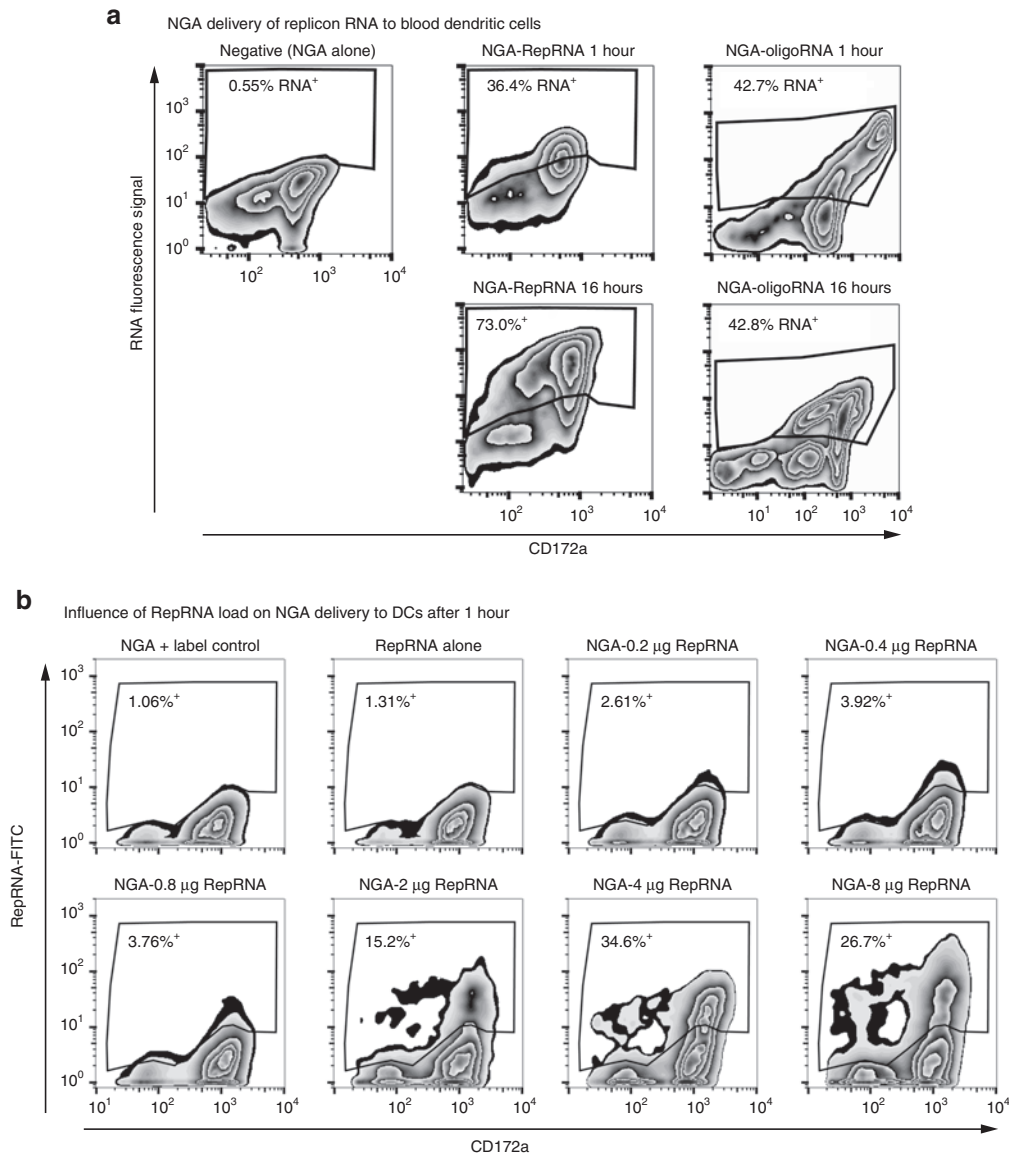 a
NGA delivery of replicon RNA to blood dendritic cells
Negative (NGA alone)
NGA-RepRNA 1 hour
NGA-oligoRNA 1 hour
0.55% RNA⁺
36.4% RNA⁺
42.7% RNA⁺
10³
10²
10¹
10⁰
10² 10³ 10⁴
RNA fluorescence signal
NGA-RepRNA 16 hours
NGA-oligoRNA 16 hours
73.0%⁺
42.8% RNA⁺
10² 10³ 10⁴
10¹ 10² 10³ 10⁴
CD172a
b
Influence of RepRNA load on NGA delivery to DCs after 1 hour
NGA + label control
RepRNA alone
NGA-0.2 µg RepRNA
NGA-0.4 µg RepRNA
1.06%⁺
1.31%⁺
2.61%⁺
3.92%⁺
10³
10²
10¹
10⁰
RepRNA-FITC
NGA-0.8 µg RepRNA
NGA-2 µg RepRNA
NGA-4 µg RepRNA
NGA-8 µg RepRNA
3.76%⁺
15.2%⁺
34.6%⁺
26.7%⁺
10³
10²
10¹
10⁰
10¹ 10² 10³ 10⁴
10² 10³ 10⁴
10² 10³ 10⁴
10² 10³ 10⁴
CD172a